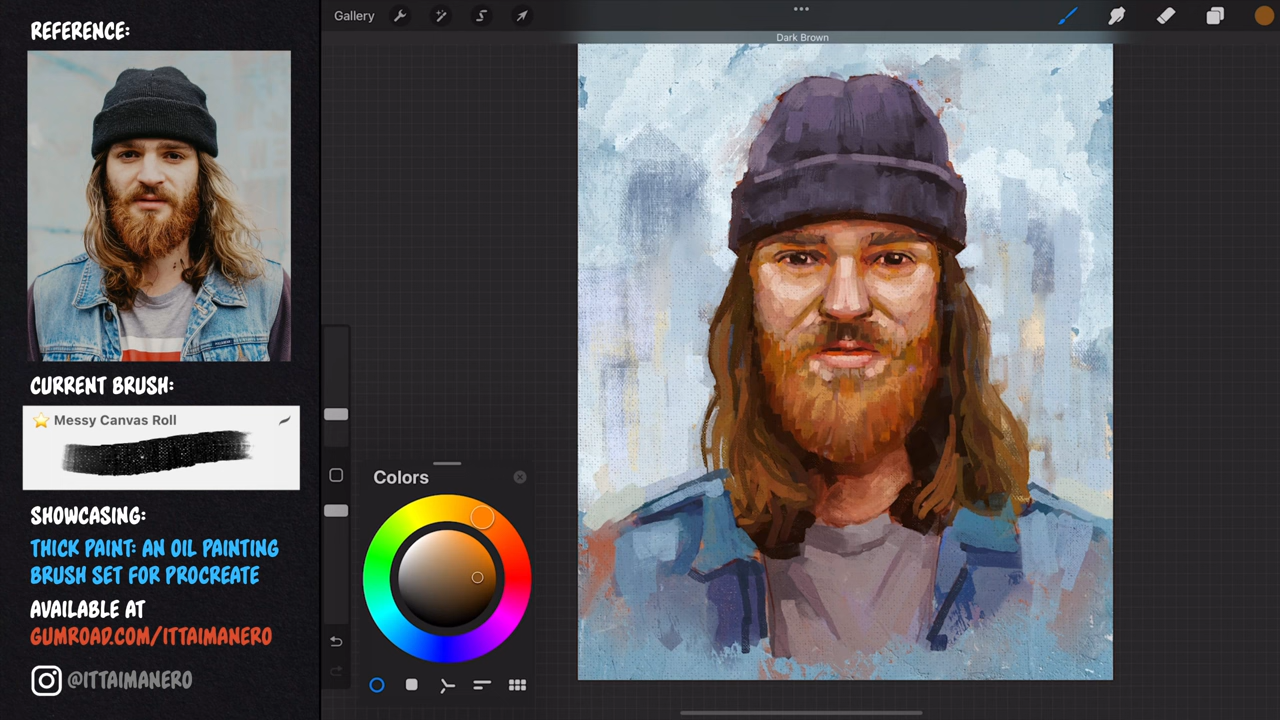 REFERENCE:
Gallery
Dark Brown
CURRENT BRUSH:
Messy Canvas Roll
SHOWCASING:
THICK PAINT: AN OIL PAINTING
BRUSH SET FOR PROCREATE
AVAILABLE AT
GUMROAD.COM/ITTAIMANERO
@ITTAIMANERO
Colors